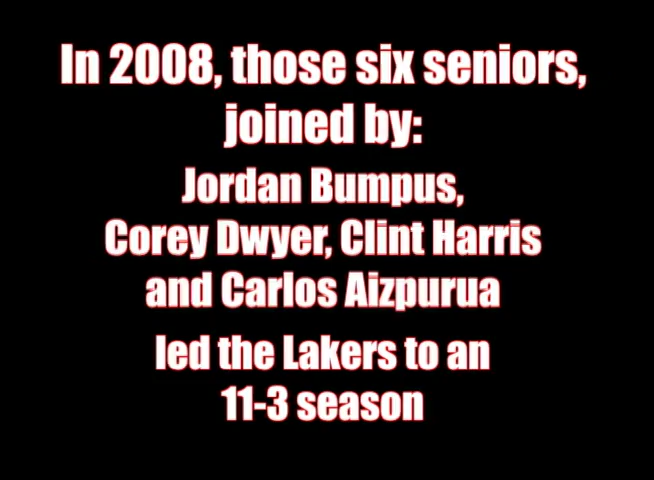 In 2008, those six seniors,
joined by:
Jordan Bumpus,
Corey Dwyer, Clint Harris
and Carlos Aizpurua
led the Lakers to an
11-3 season